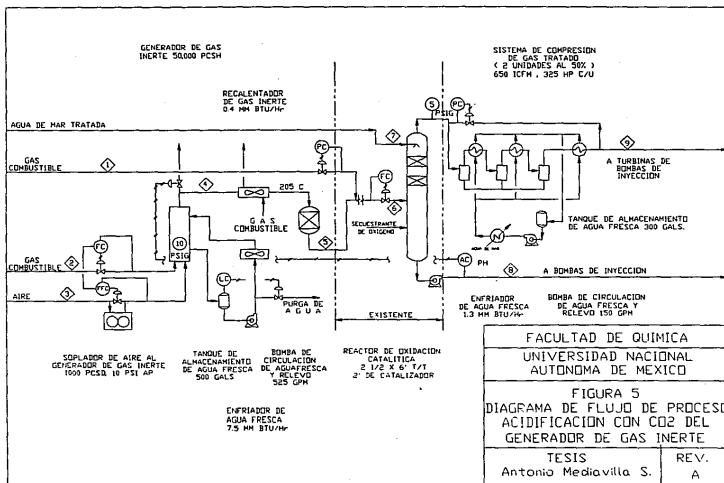 GENERADOR DE GAS
INERTE 50,000 PCSH
SISTEMA DE COMPRESION
DE GAS TRATADO
( 2 UNIDADES AL 50% )
650 ICFM , 325 HP C/U
RECALENTADOR
DE GAS INERTE
0.4 MM BTU/Hr
S
PC
PSIG
AGUA DE MAR TRATADA
7
PC
9
GAS
COMBUSTIBLE
1
A TURBINAS DE
BOMBAS DE
INYECCION
4
205 C
FC
6
GAS
COMBUSTIBLE
SECUESTRANTE
DE OXIGENO
5
TANQUE DE ALMACENAMIENTO
DE AGUA FRESCA 300 GALS.
10
PSIG
FC
AC
PH
GAS
COMBUSTIBLE
2
LC
8
A BOMBAS DE INYECCION
AIRE
3
FFC
PURGA DE
A G U A
EXISTENTE
ENFRIADOR
DE AGUA FRESCA
1.3 MM BTU/Hr
BOMBA DE CIRCULACION
DE AGUA FRESCA Y
RELEVO 150 GPM
SOPLADOR DE AIRE AL
GENERADOR DE GAS INERTE
1000 PCSD, 10 PSI AP
TANQUE DE
ALMACENAMIENTO
DE AGUA FRESCA
500 GALS
BOMBA DE
CIRCULACION
DE AGUAFRESCA
Y RELEVO
525 GPM
REACTOR DE OXIDACION
CATALITICA
2 1/2 X 6' T/T
2' DE CATALIZADOR
ENFRIADOR DE
AGUA FRESCA
7.5 MM BTU/Hr
FACULTAD DE QUIMICA
UNIVERSIDAD NACIONAL
AUTONOMA DE MEXICO
FIGURA 5
DIAGRAMA DE FLUJO DE PROCESO
ACIDIFICACION CON CO2 DEL
GENERADOR DE GAS INERTE
TESIS
Antonio Mediavilla S.
REV.
A